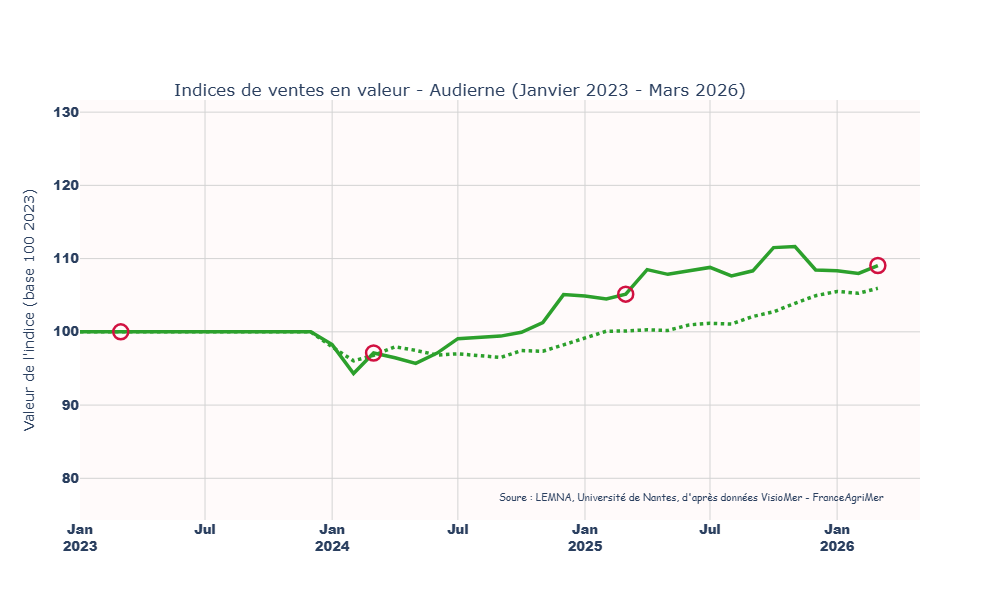 Indices de ventes en valeur - Audierne (Janvier 2023 - Mars 2026)
Valeur de l'indice (base 100 2023)
130
120
110
100
90
80
Soure : LEMNA, Université de Nantes, d'après données VisioMer - FranceAgriMer
Jan
2023
Jul
Jan
2024
Jul
Jan
2025
Jul
Jan
2026